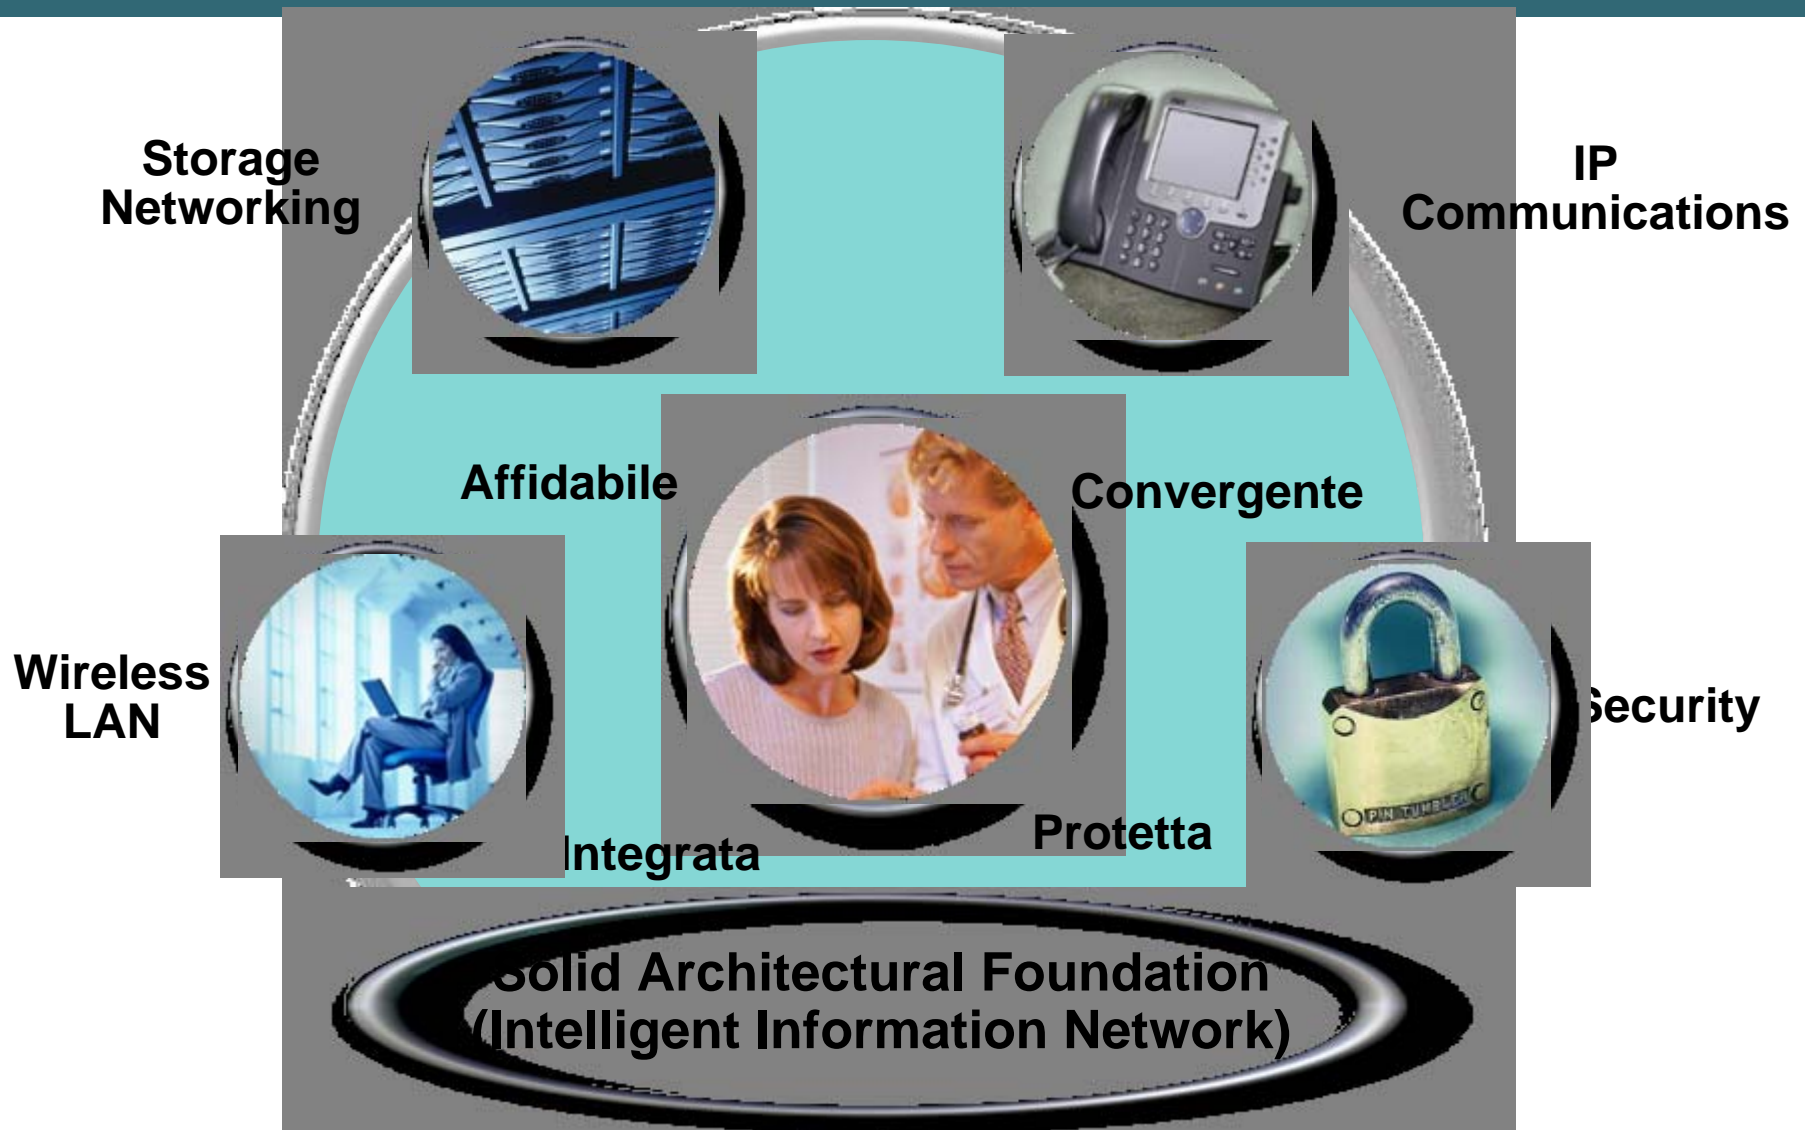 Storage
Networking
IP
Communications
Affidabile
Convergente
Wireless
LAN
Security
PIN TUMBLER
Integrata
Protetta
Solid Architectural Foundation
(Intelligent Information Network)